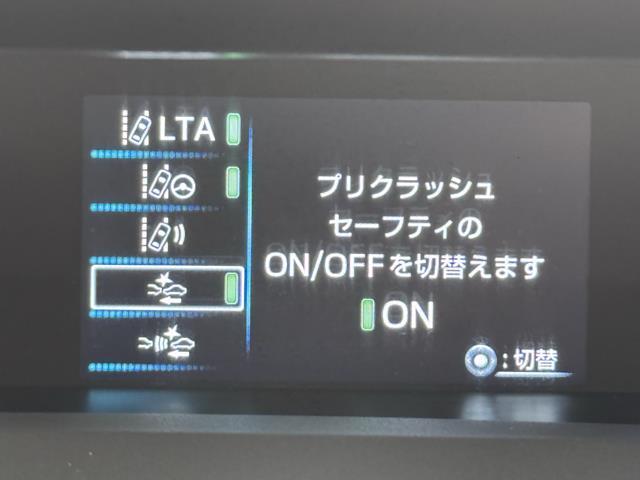 LTA
プリクラッシュ
セーフティの
ON/OFFを切替えます
ON
:切替